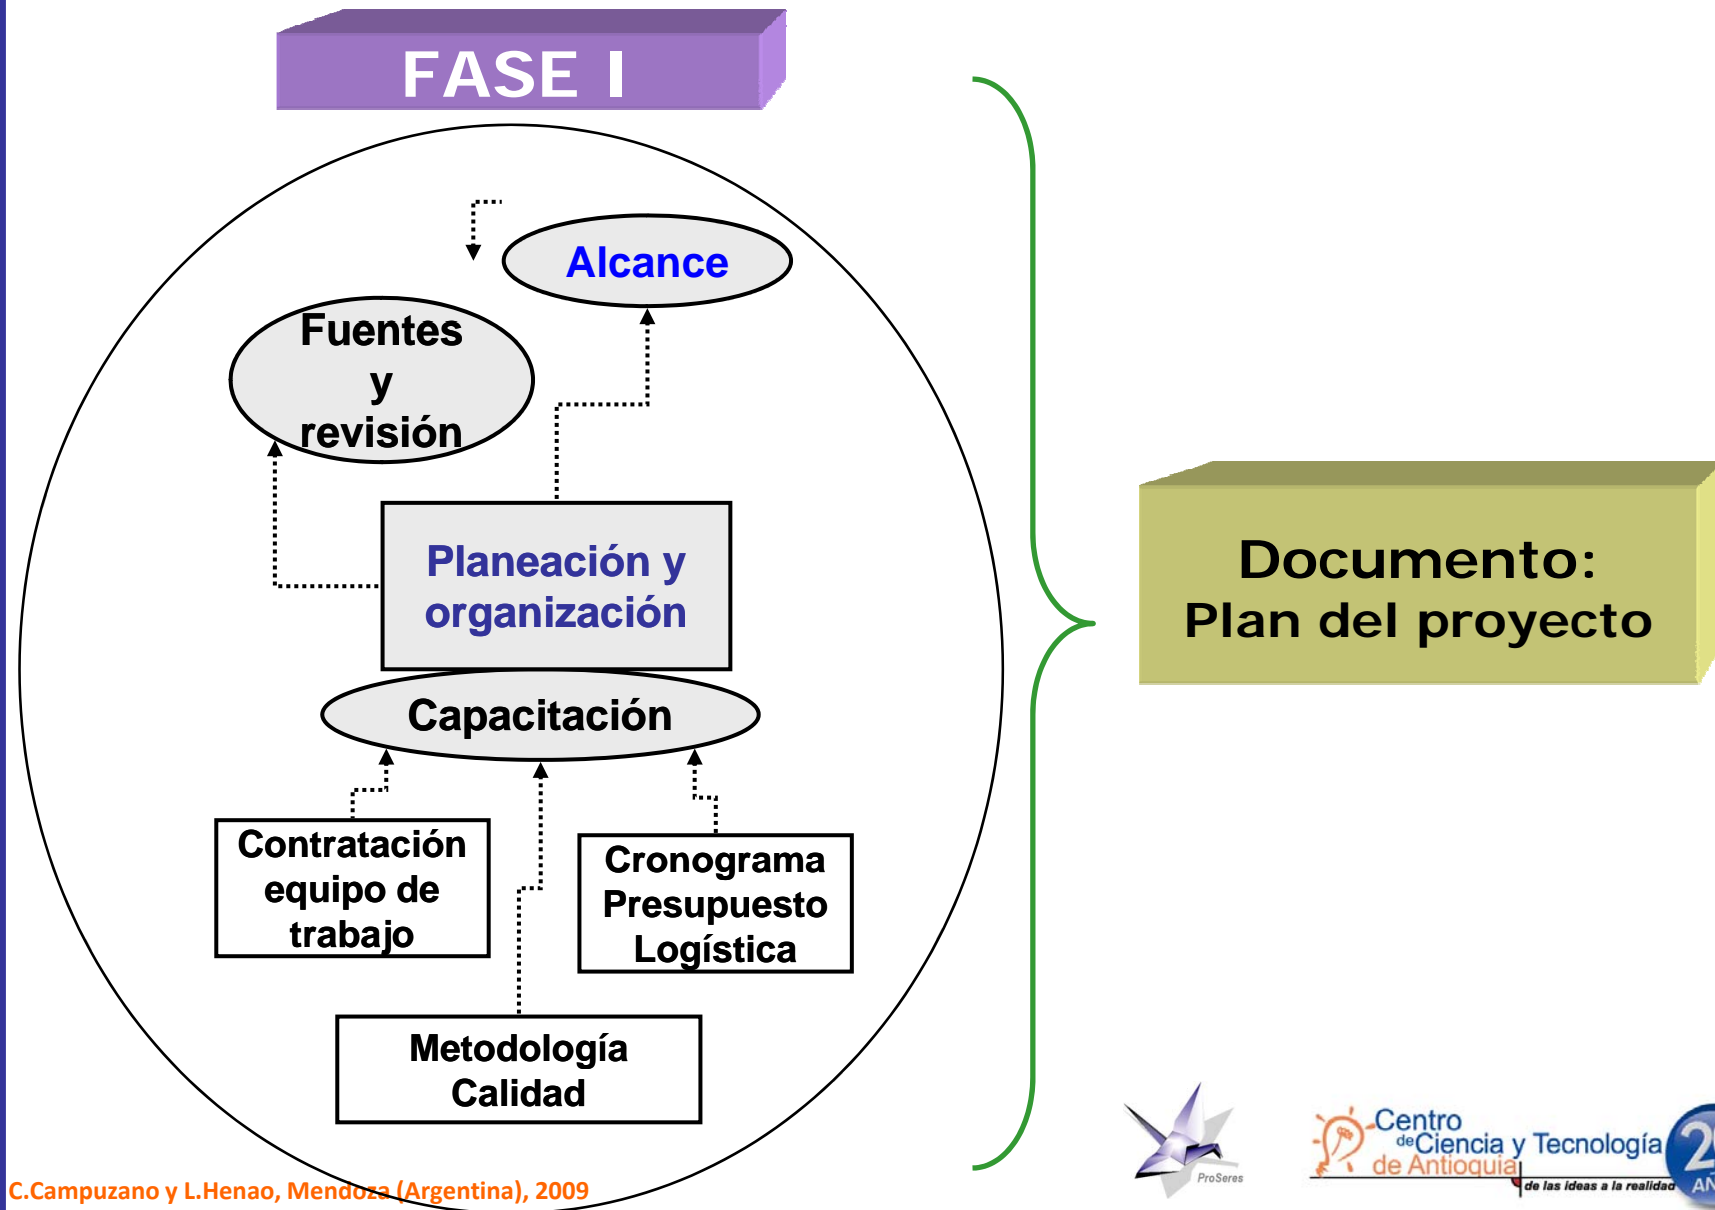 FASE I
Alcance
Fuentes
y
revisión
Planeación y
organización
Capacitación
Contratación
equipo de
trabajo
Cronograma
Presupuesto
Logística
Metodología
Calidad
Documento:
Plan del proyecto
ProSeres
Centro
de Ciencia y Tecnología
de Antioquia
de las ideas a la realidad
C.Campuzano y L.Henao, Mendoza (Argentina), 2009